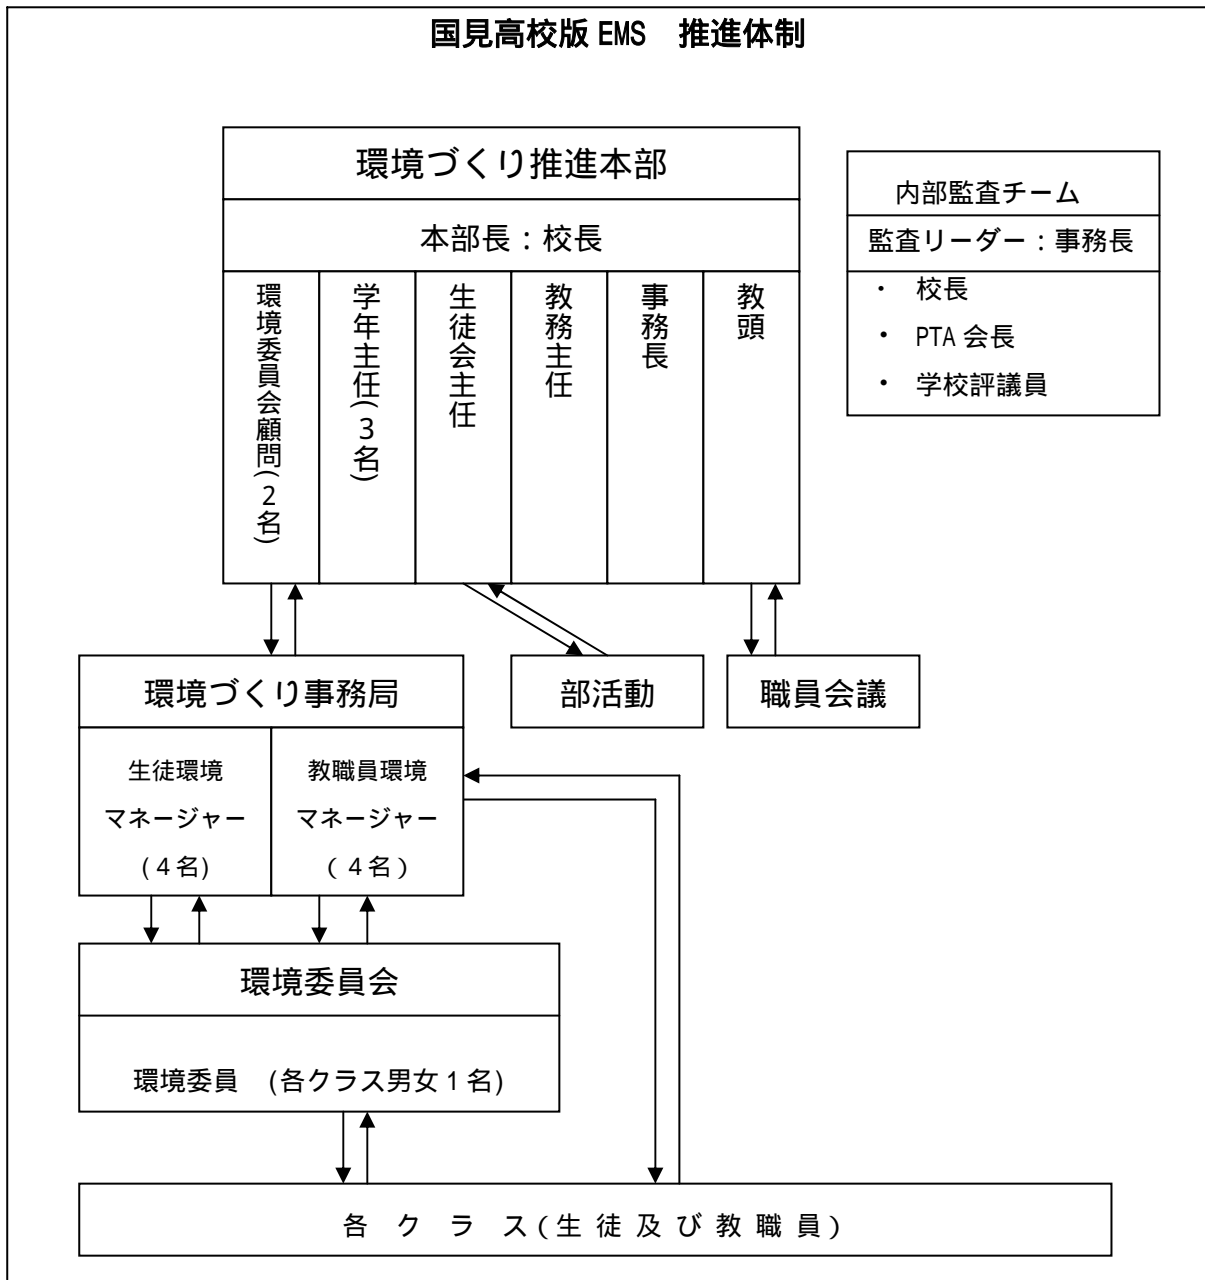 国見高校版 EMS　推進体制
環境づくり推進本部
本部長：校長
環境委員会顧問(2名)
学年主任(3名)
生徒会主任
教務主任
事務長
教頭
内部監査チーム
監査リーダー：事務長
・　校長
・　PTA 会長
・　学校評議員
環境づくり事務局
生徒環境
マネージャー
(４名)
教職員環境
マネージャー
（４名）
部活動
職員会議
環境委員会
環境委員　(各クラス男女１名)
各　ク　ラ　ス（生 徒 及 び 教 職 員）